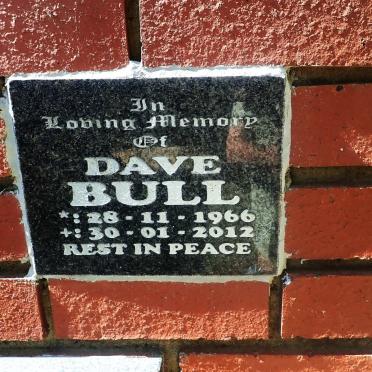 In
Loving Memory
Of
DAVE
BULL
*: 28 - 11 - 1966
+: 30 - 01 - 2012
REST IN PEACE